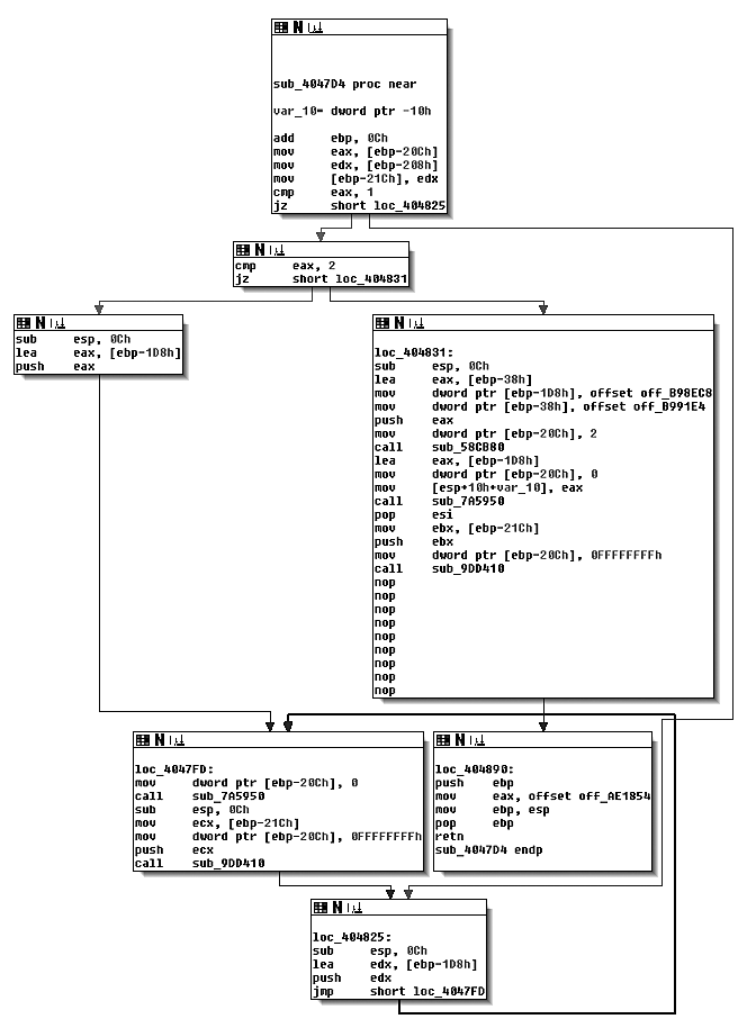 sub_4047D4 proc near
var_10= dword ptr -10h
add ebp, 0Ch
mov eax, [ebp-20Ch]
mov edx, [ebp-208h]
mov [ebp-21Ch], edx
cmp eax, 1
jz short loc_404825
cmp eax, 2
jz short loc_404831
sub esp, 0Ch
lea eax, [ebp-1D8h]
push eax
loc_404831:
sub esp, 0Ch
lea eax, [ebp-38h]
mov dword ptr [ebp-1D8h], offset off_B98EC8
mov dword ptr [ebp-38h], offset off_B991E4
push eax
mov dword ptr [ebp-20Ch], 2
call sub_58CB80
lea eax, [ebp-1D8h]
mov dword ptr [ebp-20Ch], 0
mov [esp+10h+var_10], eax
call sub_7A5950
pop esi
mov ebx, [ebp-21Ch]
push ebx
mov dword ptr [ebp-20Ch], 0FFFFFFFFh
call sub_9DD410
nop
nop
nop
nop
nop
nop
nop
nop
nop
loc_4047FD:
mov dword ptr [ebp-20Ch], 0
call sub_7A5950
sub esp, 0Ch
mov ecx, [ebp-21Ch]
mov dword ptr [ebp-20Ch], 0FFFFFFFFh
push ecx
call sub_9DD410
loc_404890:
push ebp
mov eax, offset off_AE1854
mov ebp, esp
pop ebp
retn
sub_4047D4 endp
loc_404825:
sub esp, 0Ch
lea edx, [ebp-1D8h]
push edx
jmp short loc_4047FD